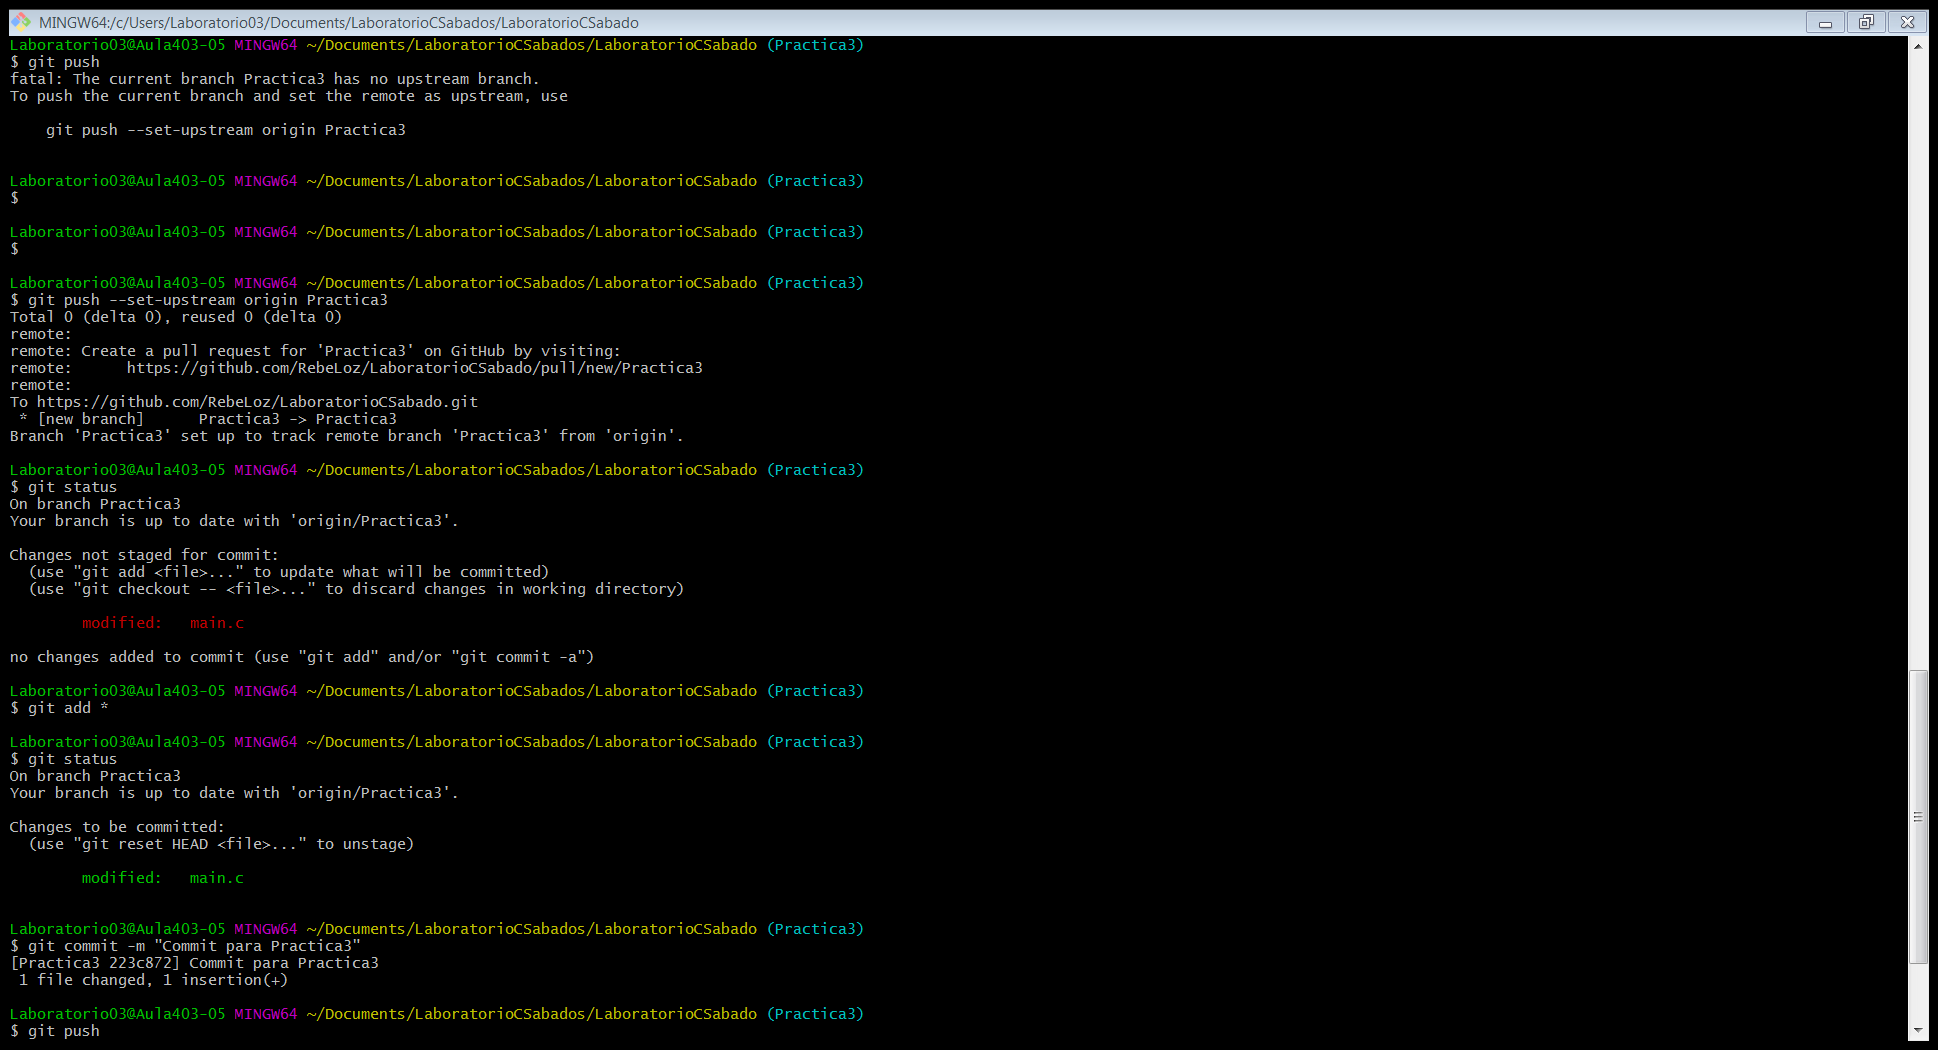 MINGW64:/c/Users/Laboratorio03/Documents/LaboratorioCSabados/LaboratorioCSabado
Laboratorio03@Aula403-05 MINGW64 ~/Documents/LaboratorioCSabados/LaboratorioCSabado (Practica3)
$ git push
fatal: The current branch Practica3 has no upstream branch.
To push the current branch and set the remote as upstream, use
    git push --set-upstream origin Practica3
Laboratorio03@Aula403-05 MINGW64 ~/Documents/LaboratorioCSabados/LaboratorioCSabado (Practica3)
$
Laboratorio03@Aula403-05 MINGW64 ~/Documents/LaboratorioCSabados/LaboratorioCSabado (Practica3)
$
Laboratorio03@Aula403-05 MINGW64 ~/Documents/LaboratorioCSabados/LaboratorioCSabado (Practica3)
$ git push --set-upstream origin Practica3
Total 0 (delta 0), reused 0 (delta 0)
remote:
remote: Create a pull request for 'Practica3' on GitHub by visiting:
remote:      https://github.com/RebeLoz/LaboratorioCSabado/pull/new/Practica3
remote:
To https://github.com/RebeLoz/LaboratorioCSabado.git
 * [new branch]      Practica3 -> Practica3
Branch 'Practica3' set up to track remote branch 'Practica3' from 'origin'.
Laboratorio03@Aula403-05 MINGW64 ~/Documents/LaboratorioCSabados/LaboratorioCSabado (Practica3)
$ git status
On branch Practica3
Your branch is up to date with 'origin/Practica3'.
Changes not staged for commit:
  (use "git add <file>..." to update what will be committed)
  (use "git checkout -- <file>..." to discard changes in working directory)
        modified:   main.c
no changes added to commit (use "git add" and/or "git commit -a")
Laboratorio03@Aula403-05 MINGW64 ~/Documents/LaboratorioCSabados/LaboratorioCSabado (Practica3)
$ git add *
Laboratorio03@Aula403-05 MINGW64 ~/Documents/LaboratorioCSabados/LaboratorioCSabado (Practica3)
$ git status
On branch Practica3
Your branch is up to date with 'origin/Practica3'.
Changes to be committed:
  (use "git reset HEAD <file>..." to unstage)
        modified:   main.c
Laboratorio03@Aula403-05 MINGW64 ~/Documents/LaboratorioCSabados/LaboratorioCSabado (Practica3)
$ git commit -m "Commit para Practica3"
[Practica3 223c872] Commit para Practica3
 1 file changed, 1 insertion(+)
Laboratorio03@Aula403-05 MINGW64 ~/Documents/LaboratorioCSabados/LaboratorioCSabado (Practica3)
$ git push